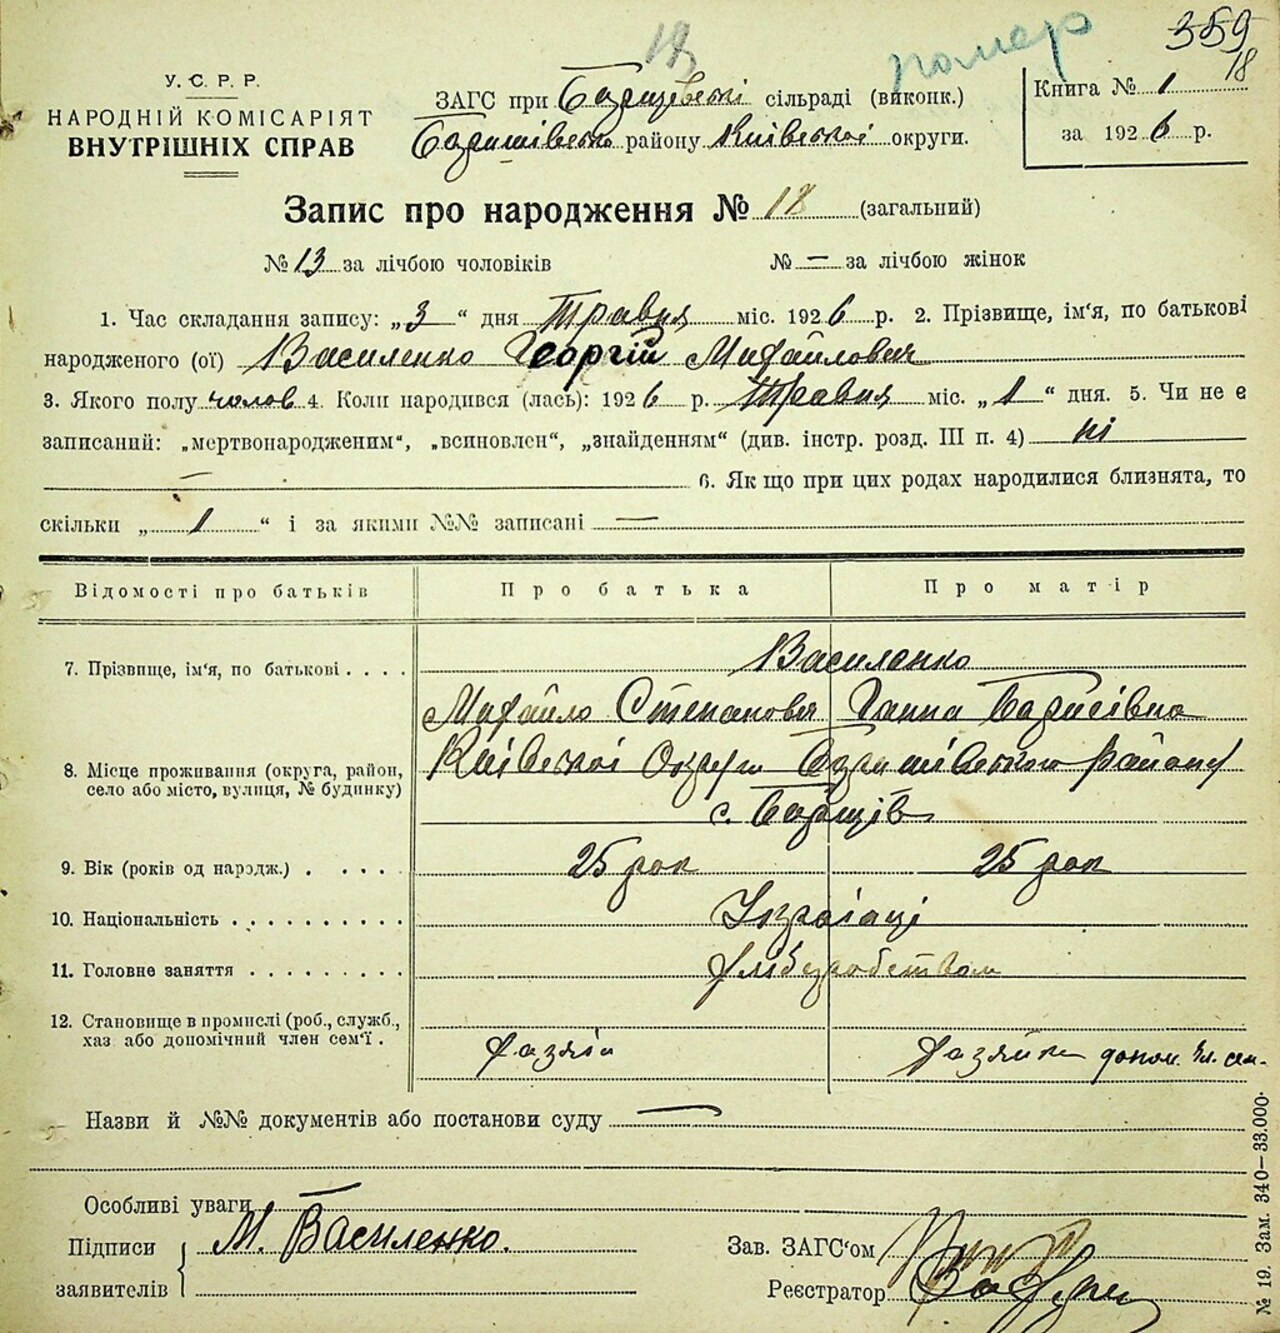 18
помер
359
18
У. С. Р. Р.
НАРОДНІЙ КОМІСАРІЯТ
ВНУТРІШНІХ СПРАВ
ЗАГС при Борщівські сільраді (виконк.)
Баришівсько району Київської округи.
Книга № 1
за 1926 р.
Запис про народження № 18 (загальний)
№ 13 за лічбою чоловіків № — за лічбою жінок
1. Час складання запису: „3“ дня Травня міс. 1926 р. 2. Прізвище, ім‘я, по батькові
народженого (ої) Василенко Георгій Михайлович
3. Якого полу чолов 4. Коли народився (лась): 1926 р. Травня міс. „1“ дня. 5. Чи не є
записаний: „мертвонародженим“, „всиновлен“, „знайденням“ (див. інстр. розд. III п. 4) ні
— 6. Якщо при цих родах народилися близнята, то
скільки „1“ і за якими №№ записані —
Відомості про батьків Про батька Про матір
7. Прізвище, ім‘я, по батькові . . . . Василенко
Михайло Степанович Ганна Борисівна
8. Місце проживання (округа, район, село або місто, вулиця, № будинку) Київської Округи Баришівського району
с. Борщів
9. Вік (років од народж.) . . . . . 25 рок 25 рок
10. Національність . . . . . . . . . . Українці
11. Головне заняття . . . . . . . . . хліборобством
12. Становище в промислі (роб., служб.,
хаз або допомічний член сем‘ї . хазяїн хазяйка допом. чл. сем.
Назви й №№ документів або постанови суду —
Особливі уваги —
Підписи заявителів М. Василенко.
Зав. ЗАГС‘ом
Реєстратор
№ 19. Зам. 340—33.000.